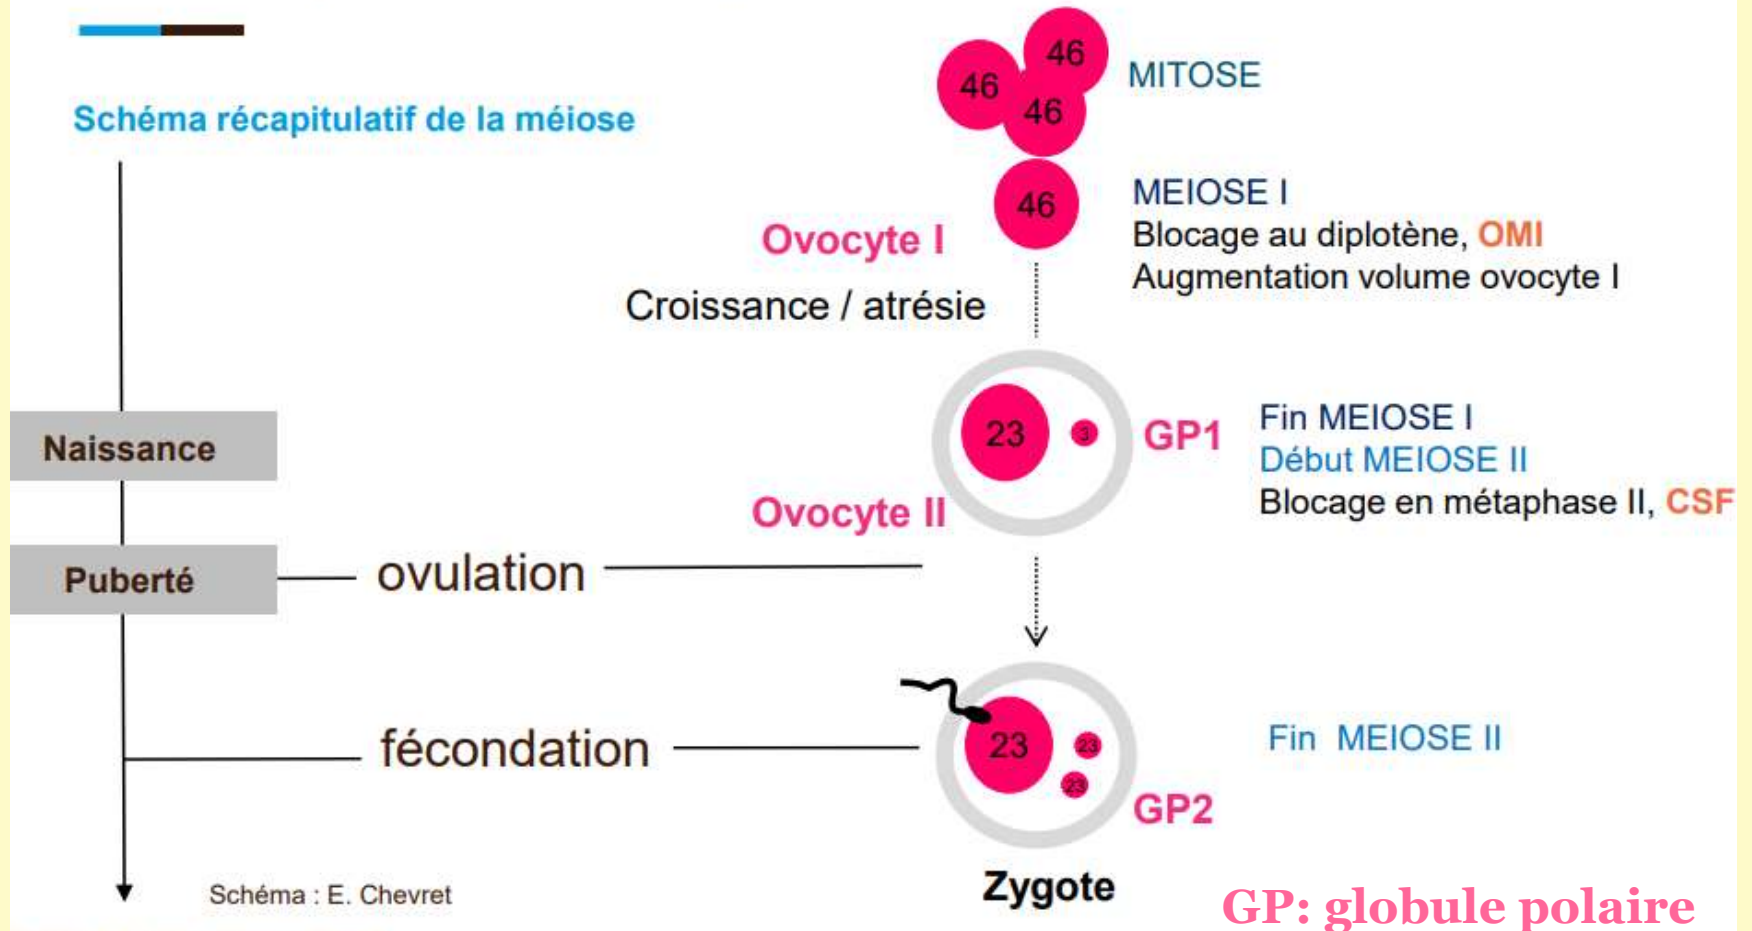 46
46
MITOSE
46
Schéma récapitulatif de la méiose
46
MEIOSE I
Ovocyte I
Blocage au diplotène, OMI
Augmentation volume ovocyte I
Croissance / atrésie
23
3
GP1
Fin MEIOSE I
Début MEIOSE II
Blocage en métaphase II, CSF
Naissance
Ovocyte II
Puberté
ovulation
fécondation
23
23
23
Fin MEIOSE II
GP2
Zygote
Schéma : E. Chevret
GP: globule polaire